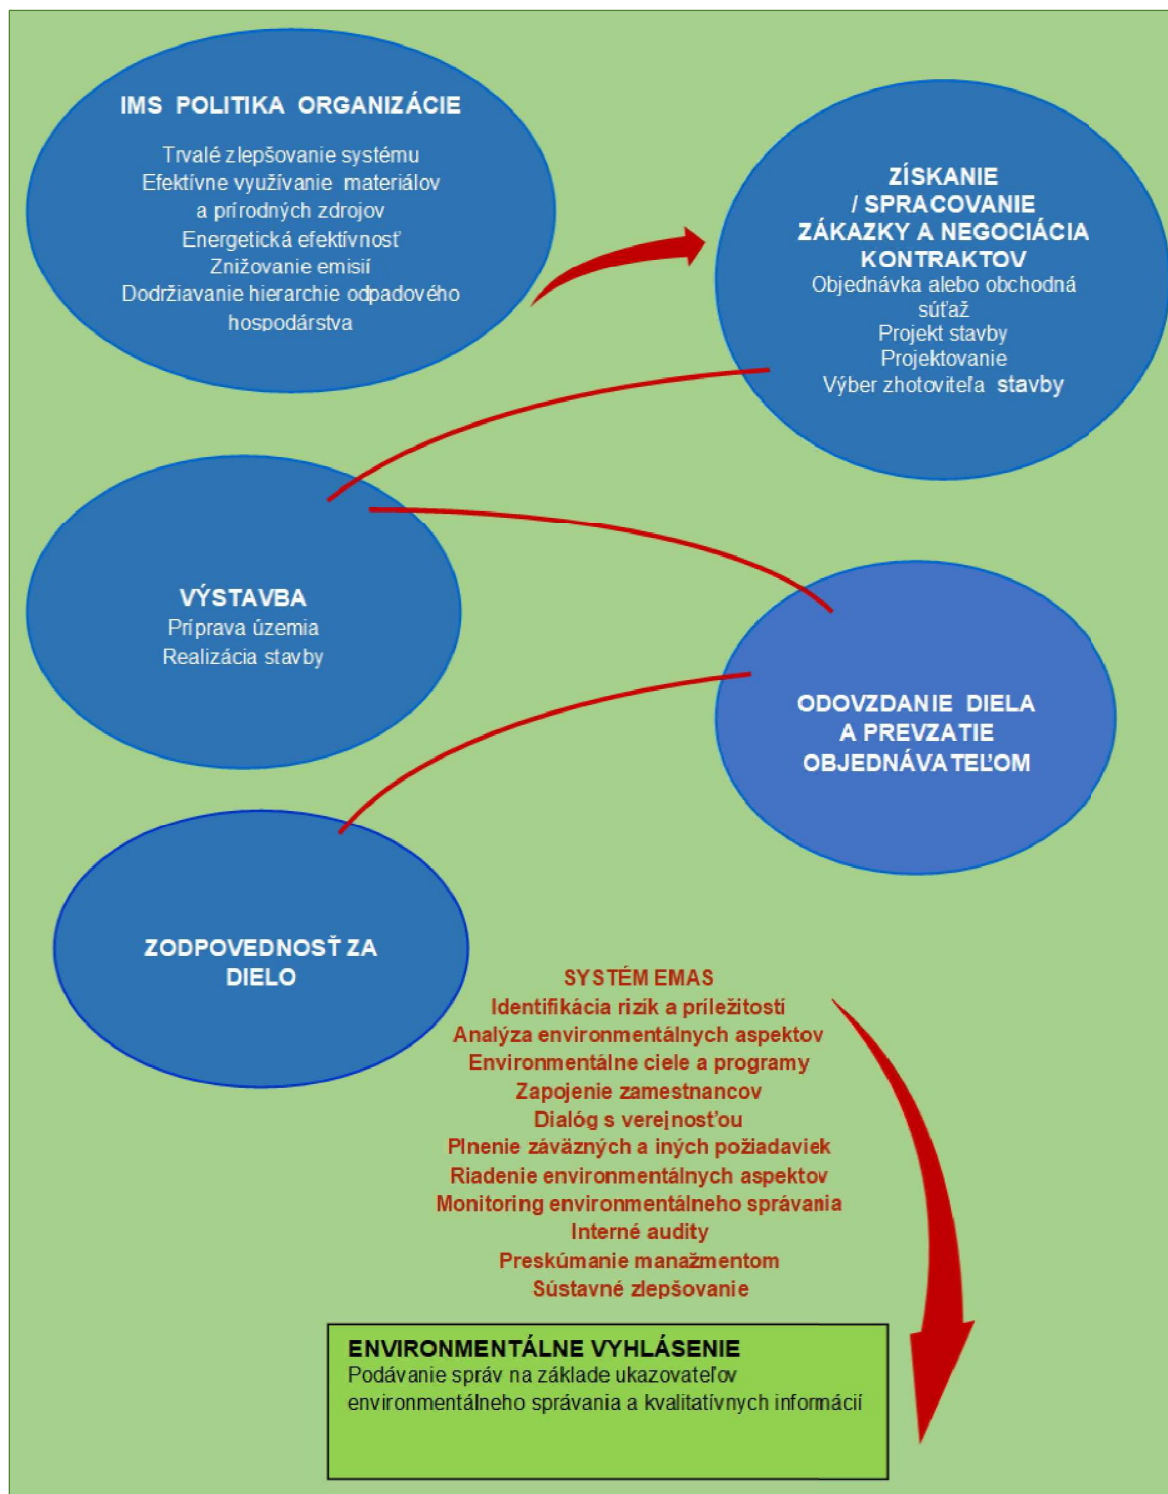 IMS POLITIKA ORGANIZÁCIE
Trvalé zlepšovanie systému
Efektívne využívanie materiálov
a prírodných zdrojov
Energetická efektívnosť
Znižovanie emisií
Dodržiavanie hierarchie odpadového
hospodárstva
ZÍSKANIE
/ SPRACOVANIE
ZÁKAZKY A NEGOCIÁCIA
KONTRAKTOV
Objednávka alebo obchodná
súťaž
Projekt stavby
Projektovanie
Výber zhotoviteľa stavby
VÝSTAVBA
Príprava územia
Realizácia stavby
ODOVZDANIE DIELA
A PREVZATIE
OBJEDNÁVATEĽOM
ZODPOVEDNOSŤ ZA
DIELO
SYSTÉM EMAS
Identifikácia rizík a príležitostí
Analýza environmentálnych aspektov
Environmentálne ciele a programy
Zapojenie zamestnancov
Dialóg s verejnosťou
Plnenie záväzných a iných požiadaviek
Riadenie environmentálnych aspektov
Monitoring environmentálneho správania
Interné audity
Preskúmanie manažmentom
Sústavné zlepšovanie
ENVIRONMENTÁLNE VYHLÁSENIE
Podávanie správ na základe ukazovateľov
environmentálneho správania a kvalitatívnych informácií